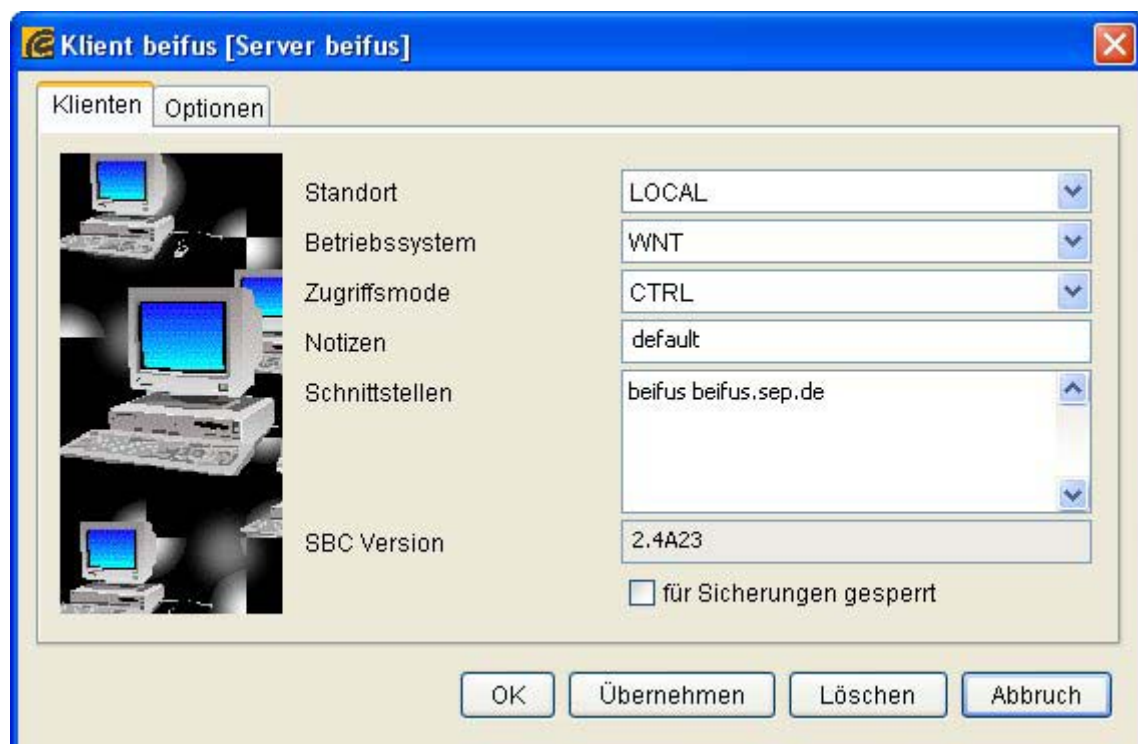 Klient beifus [Server beifus]
Klienten Optionen
Standort LOCAL
Betriebssystem WNT
Zugriffsmode CTRL
Notizen default
Schnittstellen beifus beifus.sep.de
SBC Version 2.4A23
für Sicherungen gesperrt
OK Übernehmen Löschen Abbruch